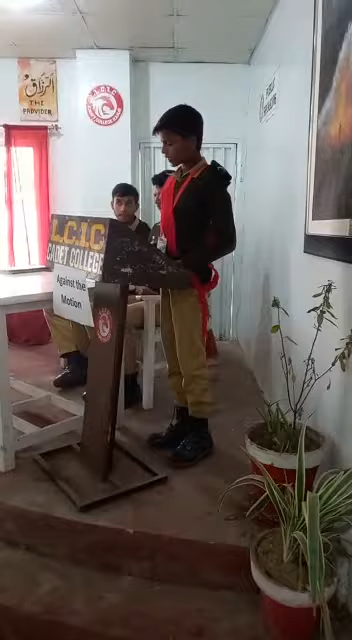 الرزاق
THE
PROVIDER
L.C.I.C
L.C.I.C
CADET COLLEGE
Against the
Motion